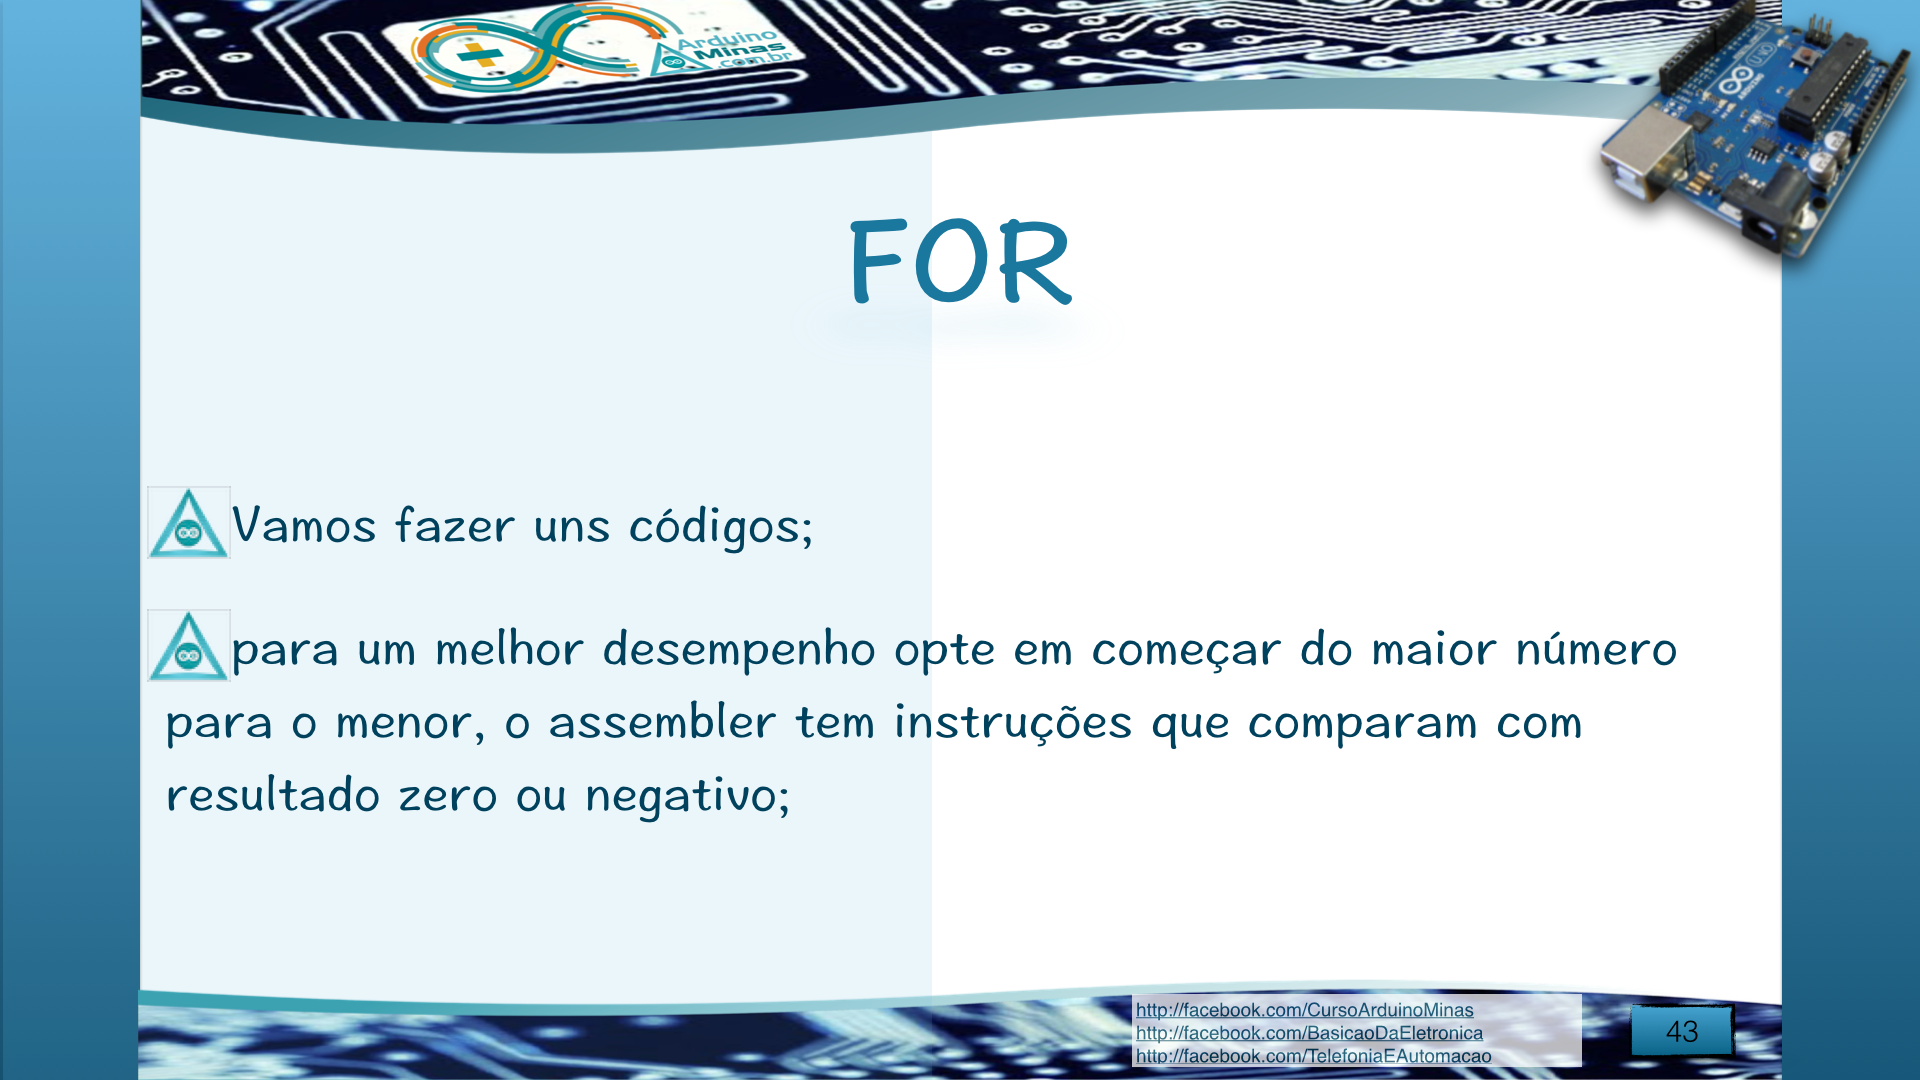 Arduino
Minas
.com.br
UNO
ARDUINO
FOR
Vamos fazer uns códigos;
para um melhor desempenho opte em começar do maior número
para o menor, o assembler tem instruções que comparam com
resultado zero ou negativo;
http://facebook.com/CursoArduinoMinas
http://facebook.com/BasicaoDaEletronica
http://facebook.com/TelefoniaEAutomacao
43